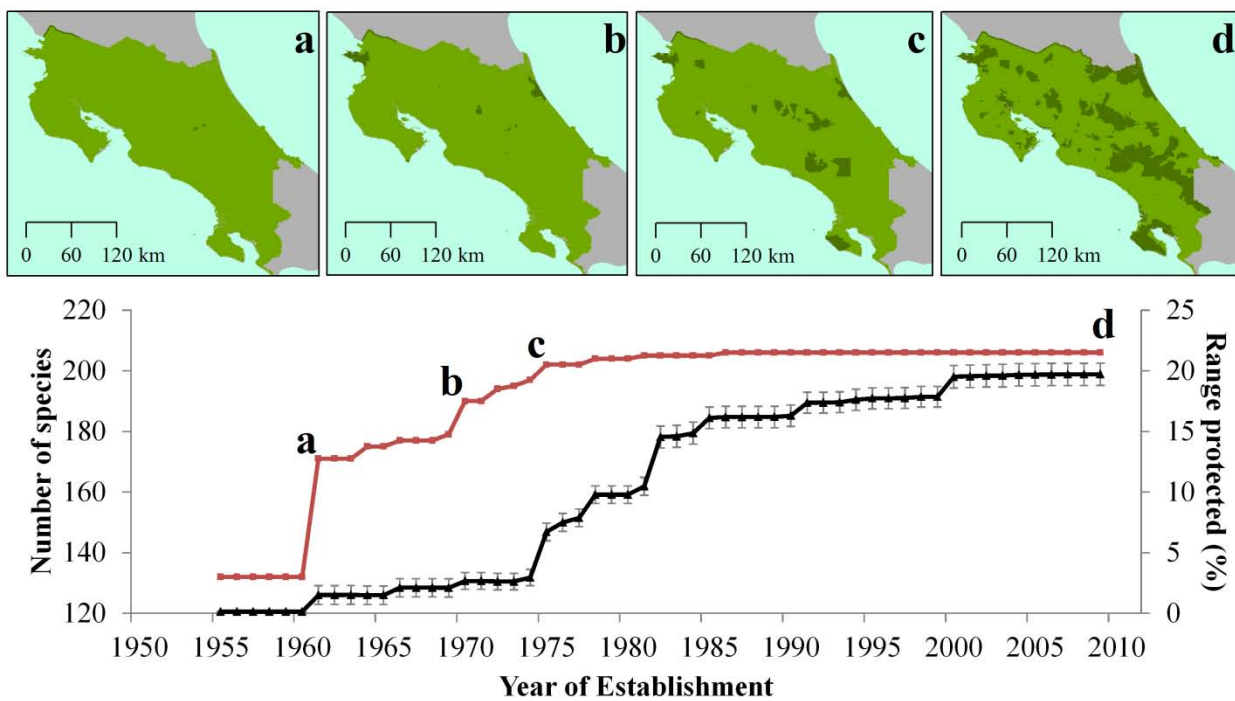 a
b
c
d
0 60 120 km
0 60 120 km
0 60 120 km
0 60 120 km
220
200
180
160
140
120
Number of species
a
b
c
d
25
20
15
10
5
0
Range protected (%)
1950 1955 1960 1965 1970 1975 1980 1985 1990 1995 2000 2005 2010
Year of Establishment